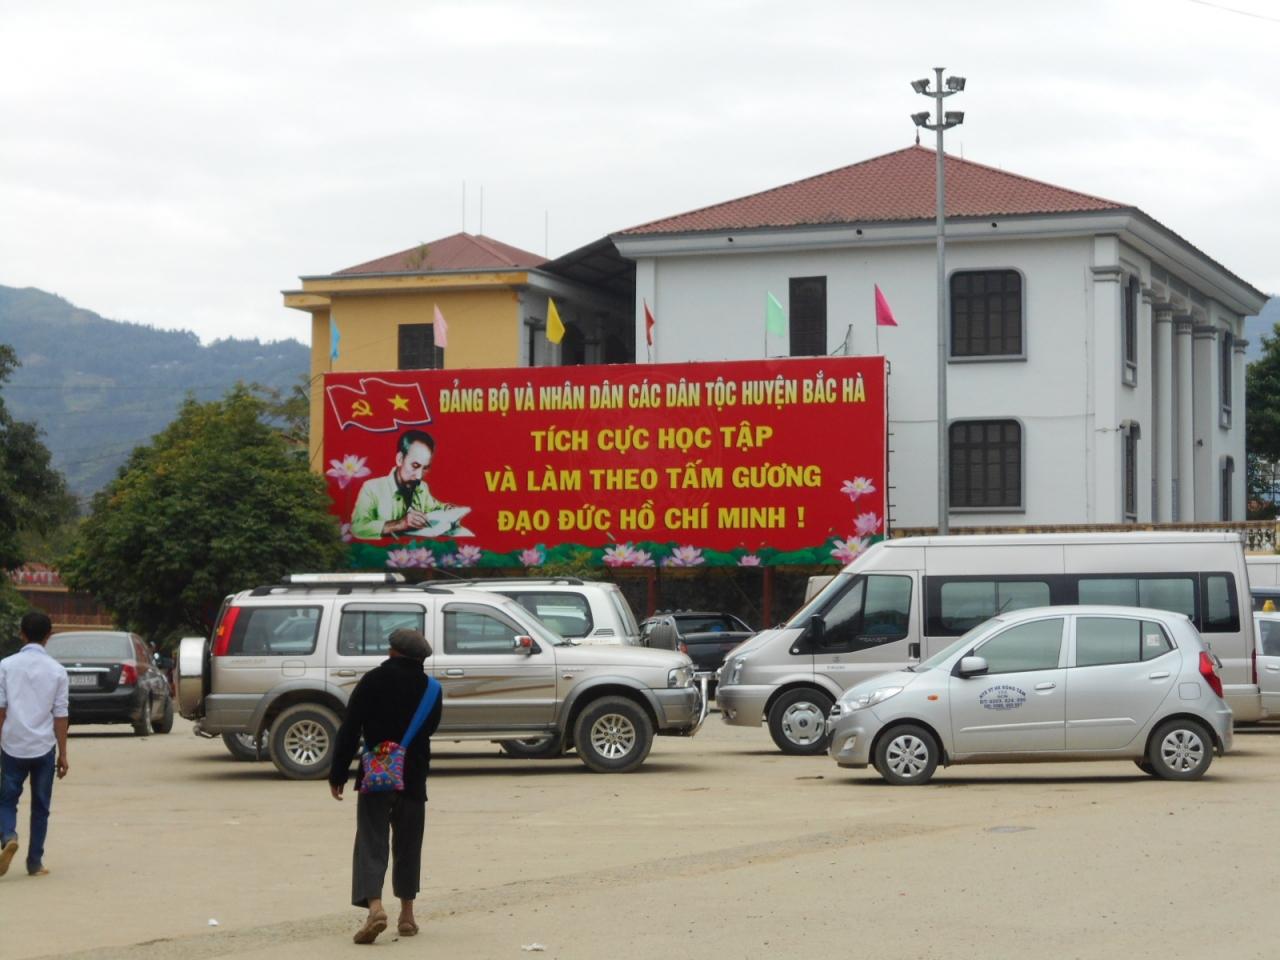 ĐẢNG BỘ VÀ NHÂN DÂN CÁC DÂN TỘC HUYỆN BẮC HÀ
TÍCH CỰC HỌC TẬP
VÀ LÀM THEO TẤM GƯƠNG
ĐẠO ĐỨC HỒ CHÍ MINH !